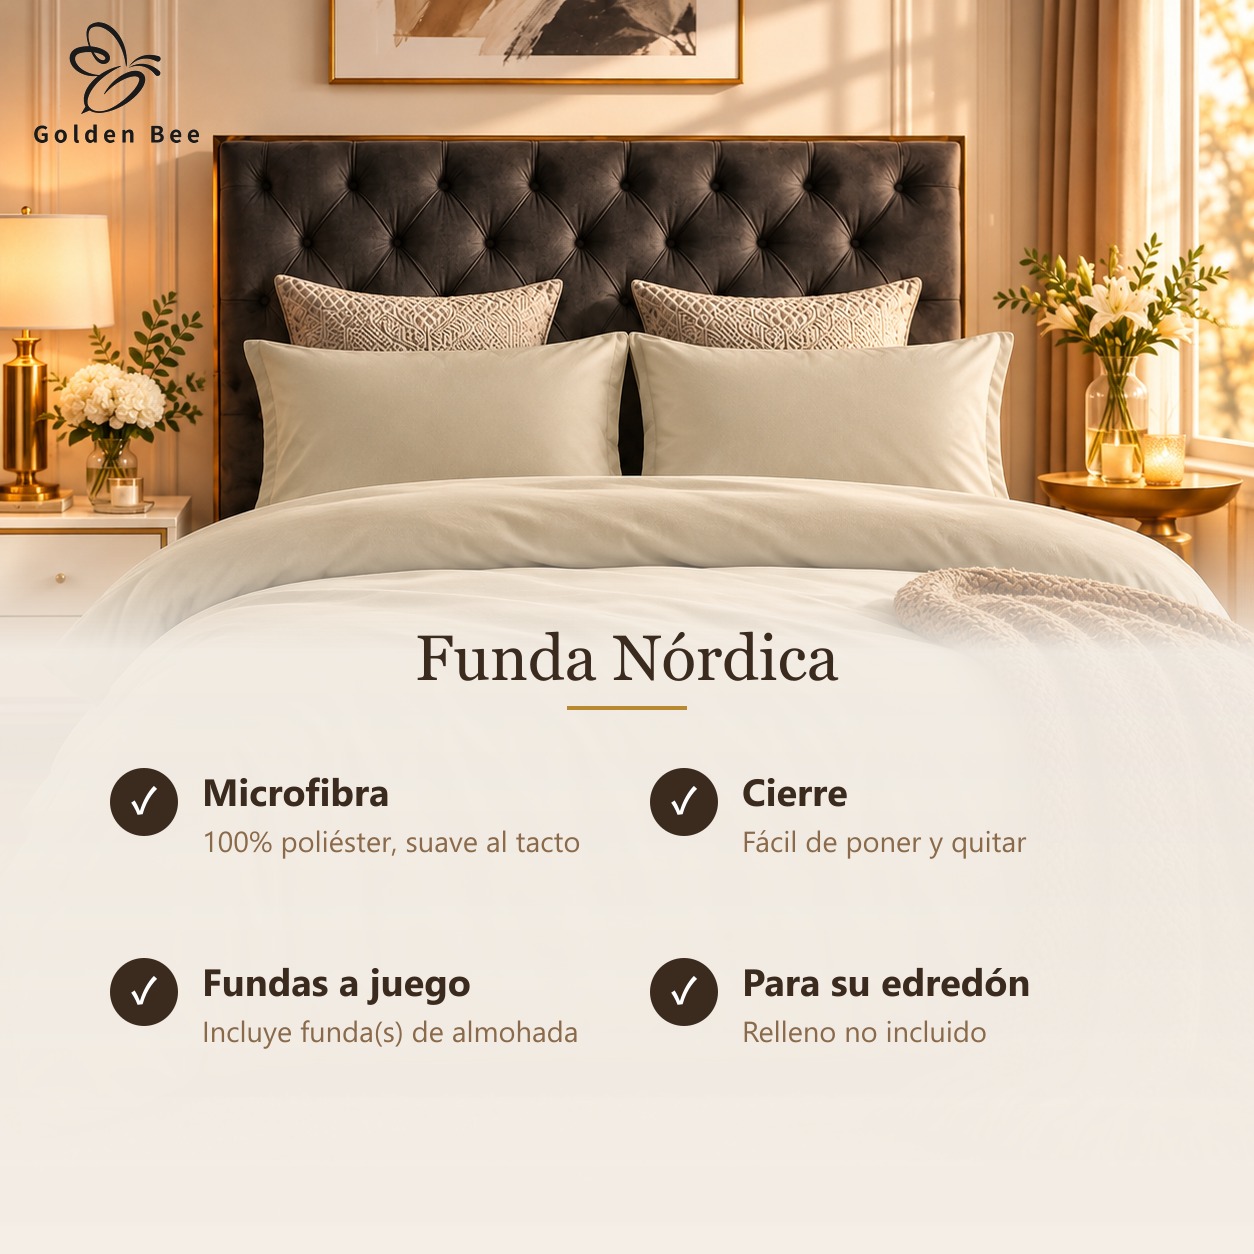 Golden Bee
Funda Nórdica
Microfibra
100% poliéster, suave al tacto
Cierre
Fácil de poner y quitar
Fundas a juego
Incluye funda(s) de almohada
Para su edredón
Relleno no incluido